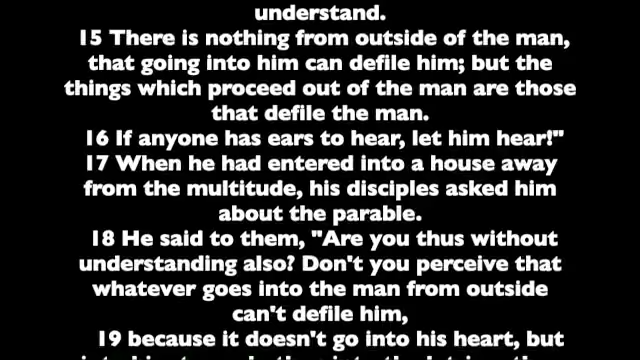 understand.
15 There is nothing from outside of the man,
that going into him can defile him; but the
things which proceed out of the man are those
that defile the man.
16 If anyone has ears to hear, let him hear!"
17 When he had entered into a house away
from the multitude, his disciples asked him
about the parable.
18 He said to them, "Are you thus without
understanding also? Don't you perceive that
whatever goes into the man from outside
can't defile him,
19 because it doesn't go into his heart, but